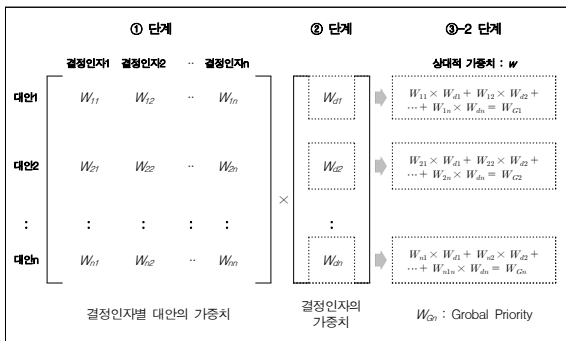 ① 단계 ② 단계 ③-2 단계
결정인자1 결정인자2 ·· 결정인자n 상대적 가중치 : w
대안1 W11 W12 ·· W1n Wd1 W11 × Wd1 + W12 × Wd2 +
··· + W1n × Wdn = WG1
대안2 W21 W22 ·· W2n Wd2 W21 × Wd1 + W22 × Wd2 +
··· + W2n × Wdn = WG2
×
: : : : : :
대안n Wn1 Wn2 ·· Wnn Wdn Wn1 × Wd1 + Wn2 × Wd2 +
··· + Wn1n × Wdn = WGn
결정인자별 대안의 가중치 결정인자의
가중치 WGn : Grobal Priority